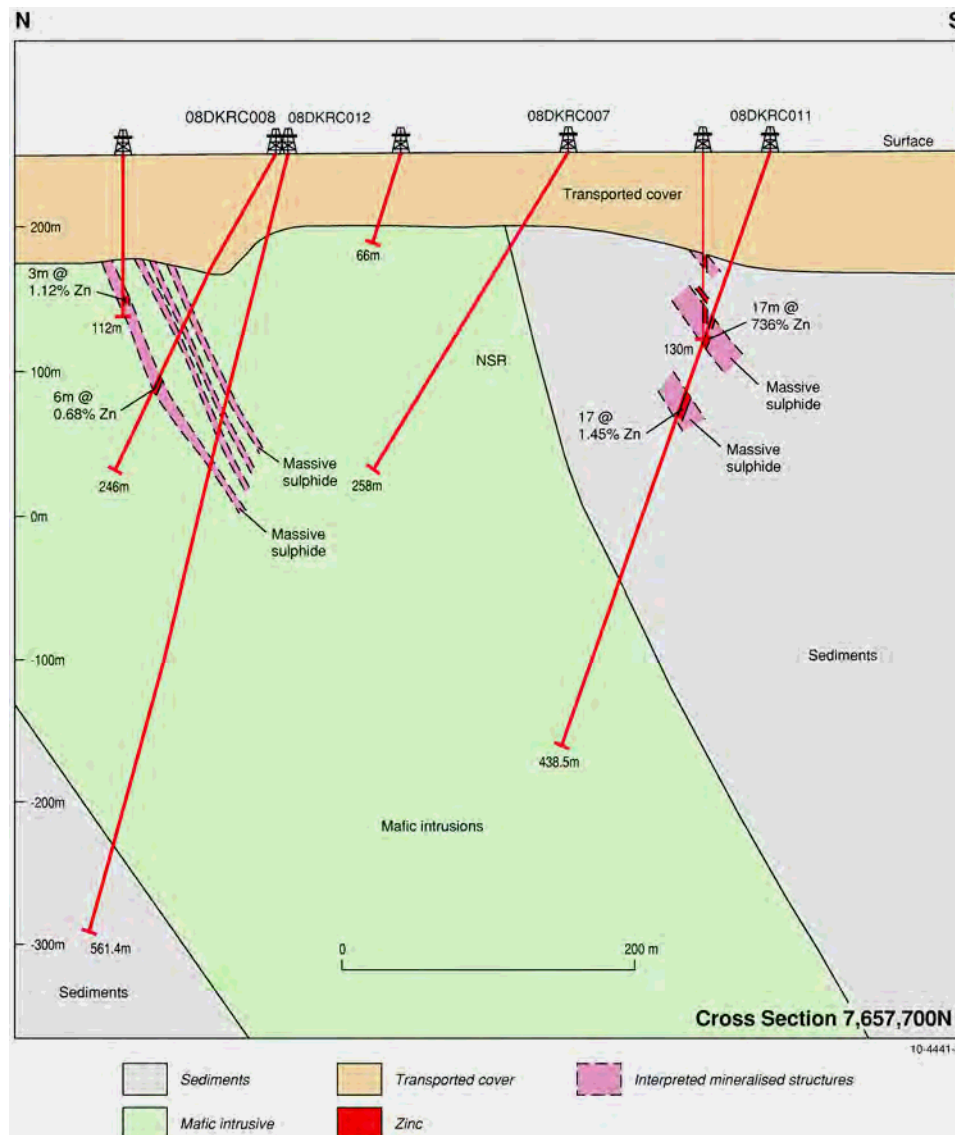 N
S
08DKRC008
08DKRC012
08DKRC007
08DKRC011
Surface
Transported cover
200m
66m
3m @
1.12% Zn
112m
17m @
736% Zn
130m
100m
NSR
Massive
sulphide
6m @
0.68% Zn
17 @
1.45% Zn
Massive
sulphide
Massive
sulphide
246m
258m
0m
Massive
sulphide
-100m
Sediments
438.5m
-200m
Mafic intrusions
-300m
561.4m
0
200 m
Sediments
Cross Section 7,657,700N
10-4441-
Sediments
Transported cover
Interpreted mineralised structures
Mafic intrusive
Zinc